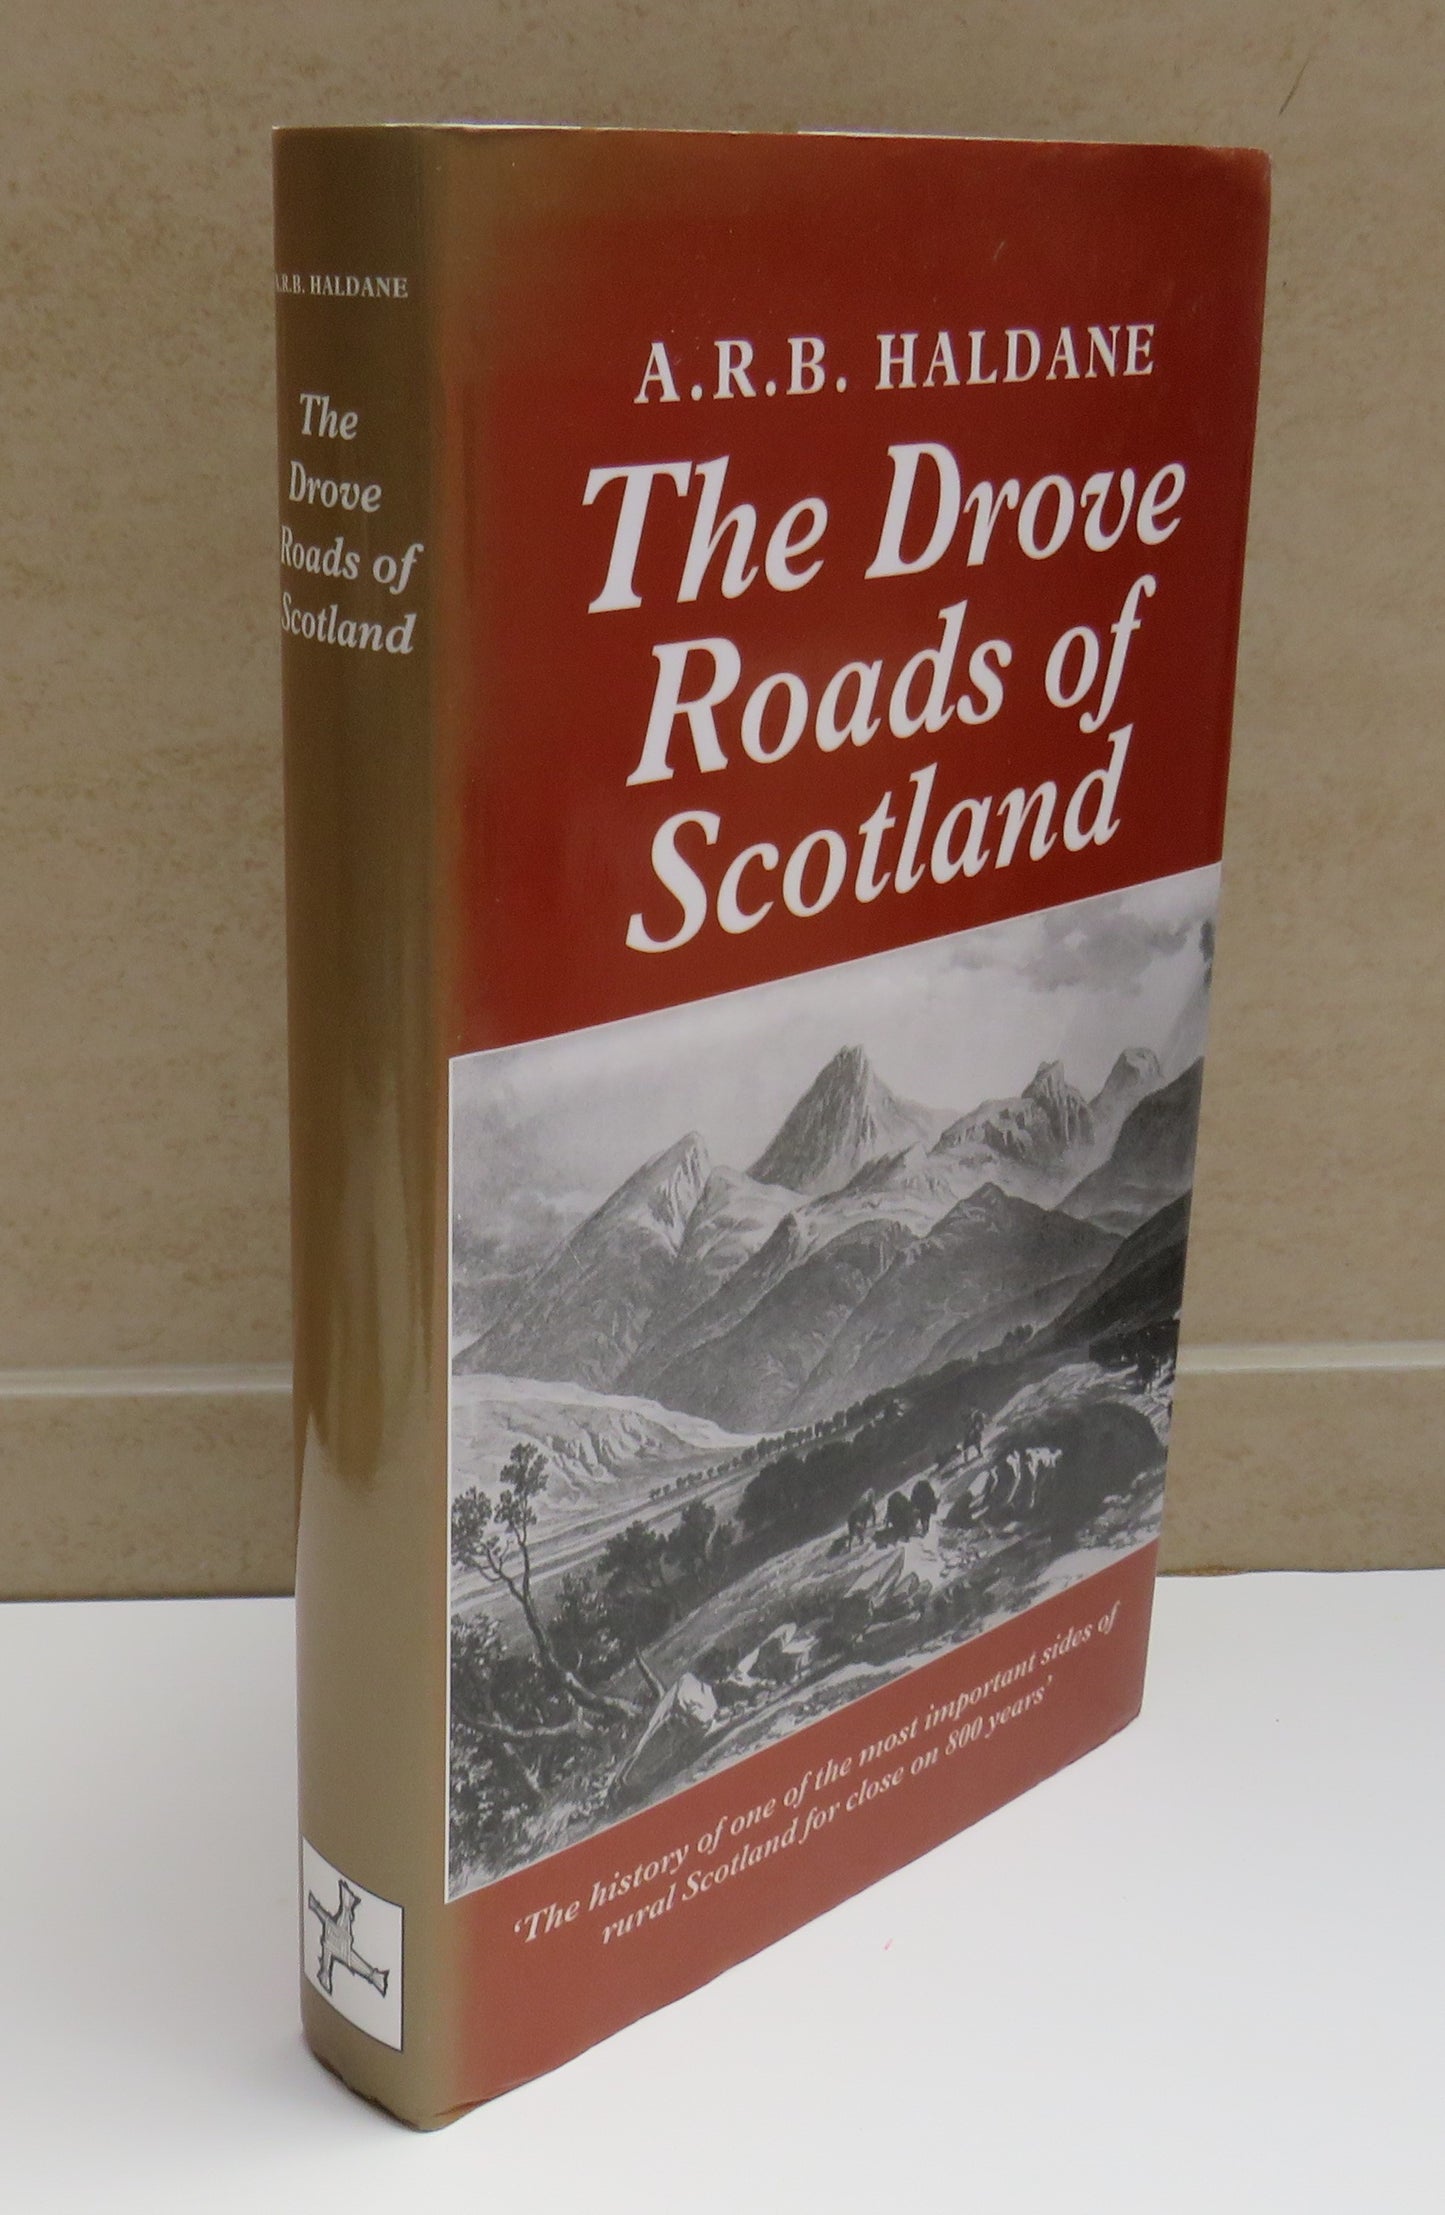 A.R.B. HALDANE
The
Drove
Roads of
Scotland
A.R.B. HALDANE
The Drove
Roads of
Scotland
‘The history of one of the most important sides of
rural Scotland for close on 800 years’